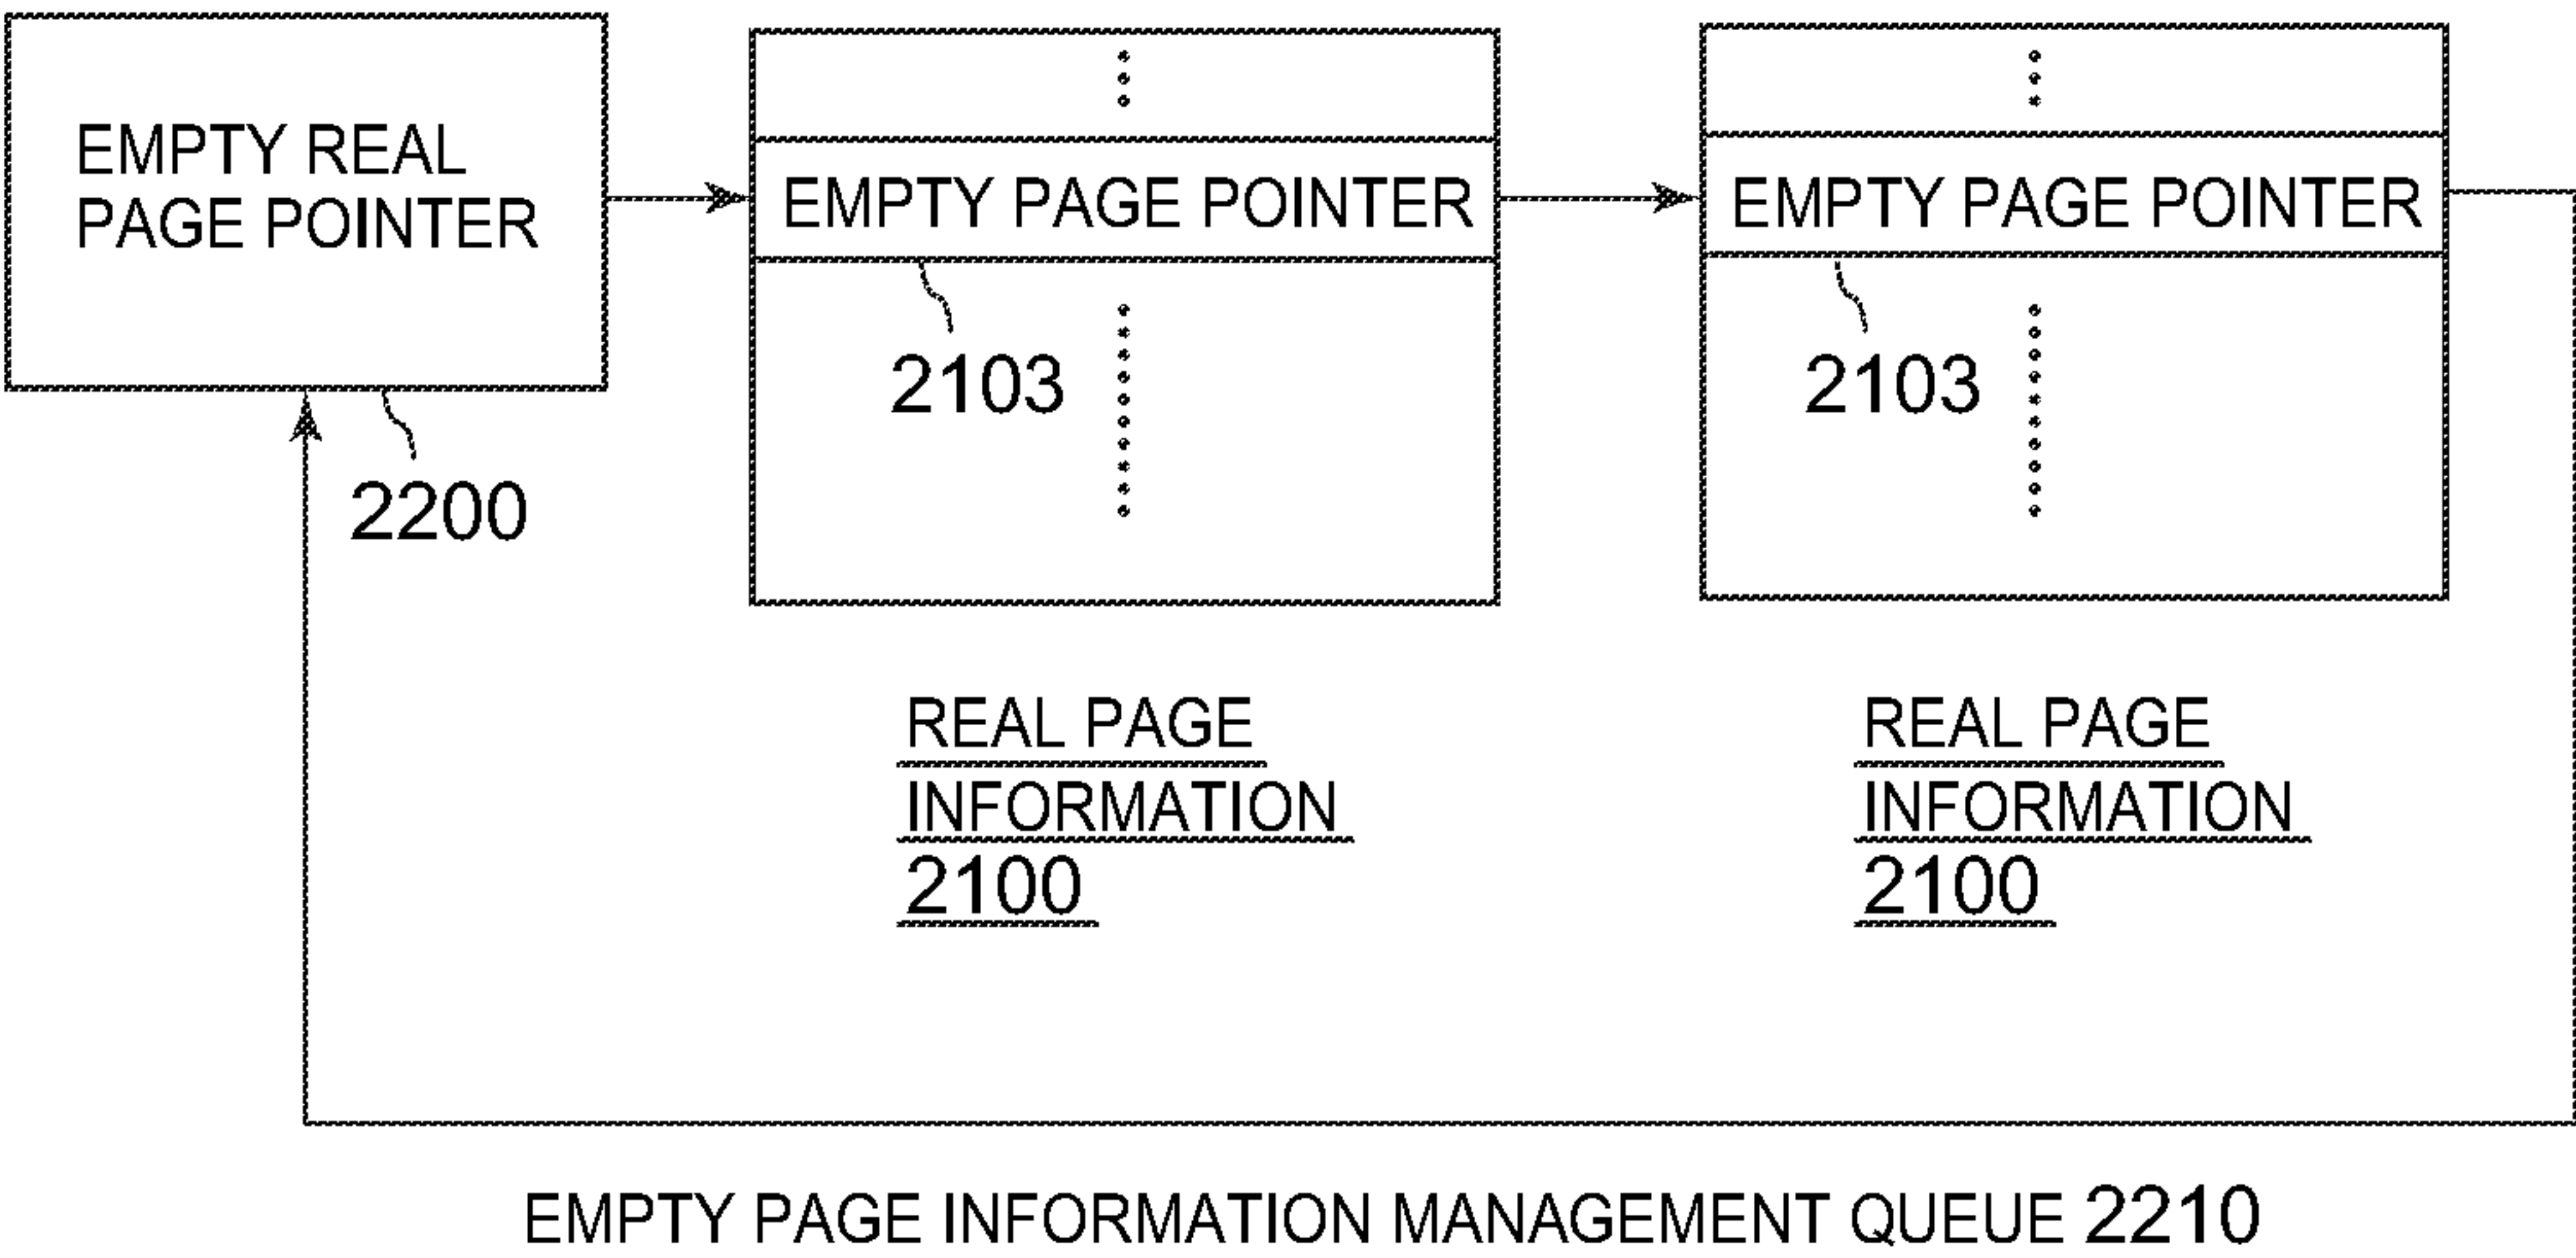 EMPTY REAL
PAGE POINTER
2200
EMPTY PAGE POINTER
2103
REAL PAGE
INFORMATION
2100
EMPTY PAGE POINTER
2103
REAL PAGE
INFORMATION
2100
EMPTY PAGE INFORMATION MANAGEMENT QUEUE 2210